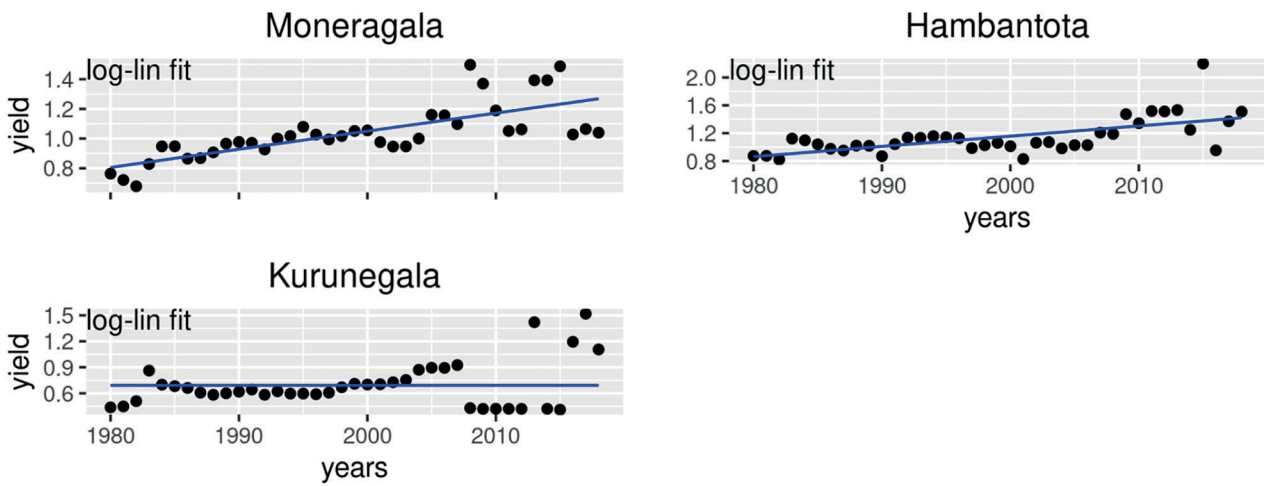 Moneragala
log-lin fit
1.4
1.2
1.0
0.8
yield
Hambantota
log-lin fit
2.0
1.6
1.2
0.8
yield
1980 1990 2000 2010
years
Kurunegala
log-lin fit
1.5
1.2
0.9
0.6
yield
1980 1990 2000 2010
years